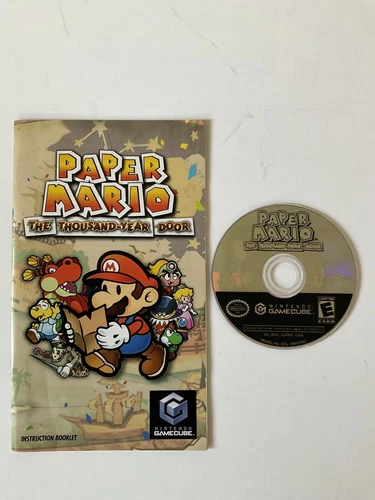 PAPER
MARIO
THE THOUSAND-YEAR DOOR
NINTENDO
GAMECUBE
INSTRUCTION BOOKLET
PAPER
MARIO
THE THOUSAND-YEAR DOOR
NINTENDO
GAMECUBE
E